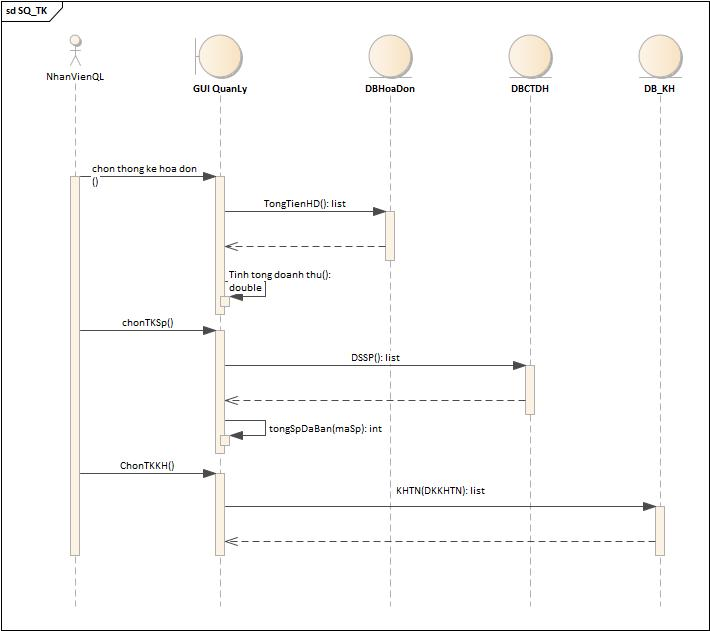 sd SQ_TK
NhanVienQL
GUI QuanLy
DBHoaDon
DBCTDH
DB_KH
chon thong ke hoa don
()
TongTienHD(): list
Tinh tong doanh thu():
double
chonTKSp()
DSSP(): list
tongSpDaBan(maSp): int
ChonTKKH()
KHTN(DKKHTN): list